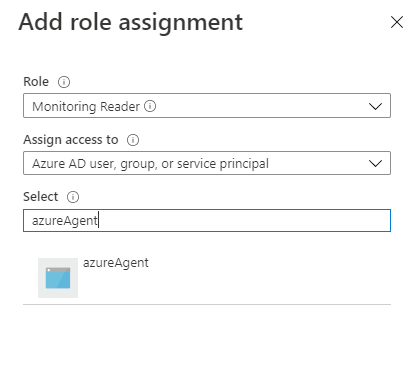 Add role assignment
Role
Monitoring Reader
Assign access to
Azure AD user, group, or service principal
Select
azureAgent
azureAgent